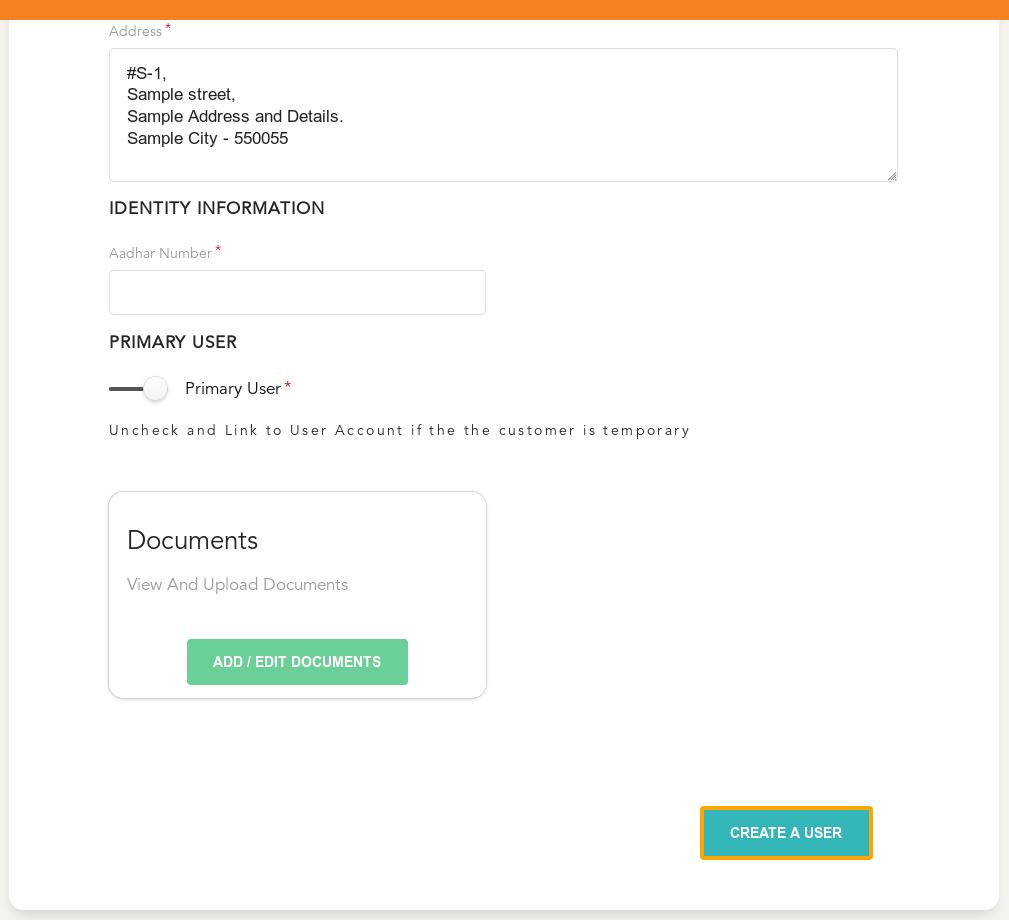 Address *
#S-1,
Sample street,
Sample Address and Details.
Sample City - 550055
IDENTITY INFORMATION
Aadhar Number *
PRIMARY USER
Primary User *
Uncheck and Link to User Account if the the customer is temporary
Documents
View And Upload Documents
ADD / EDIT DOCUMENTS
CREATE A USER